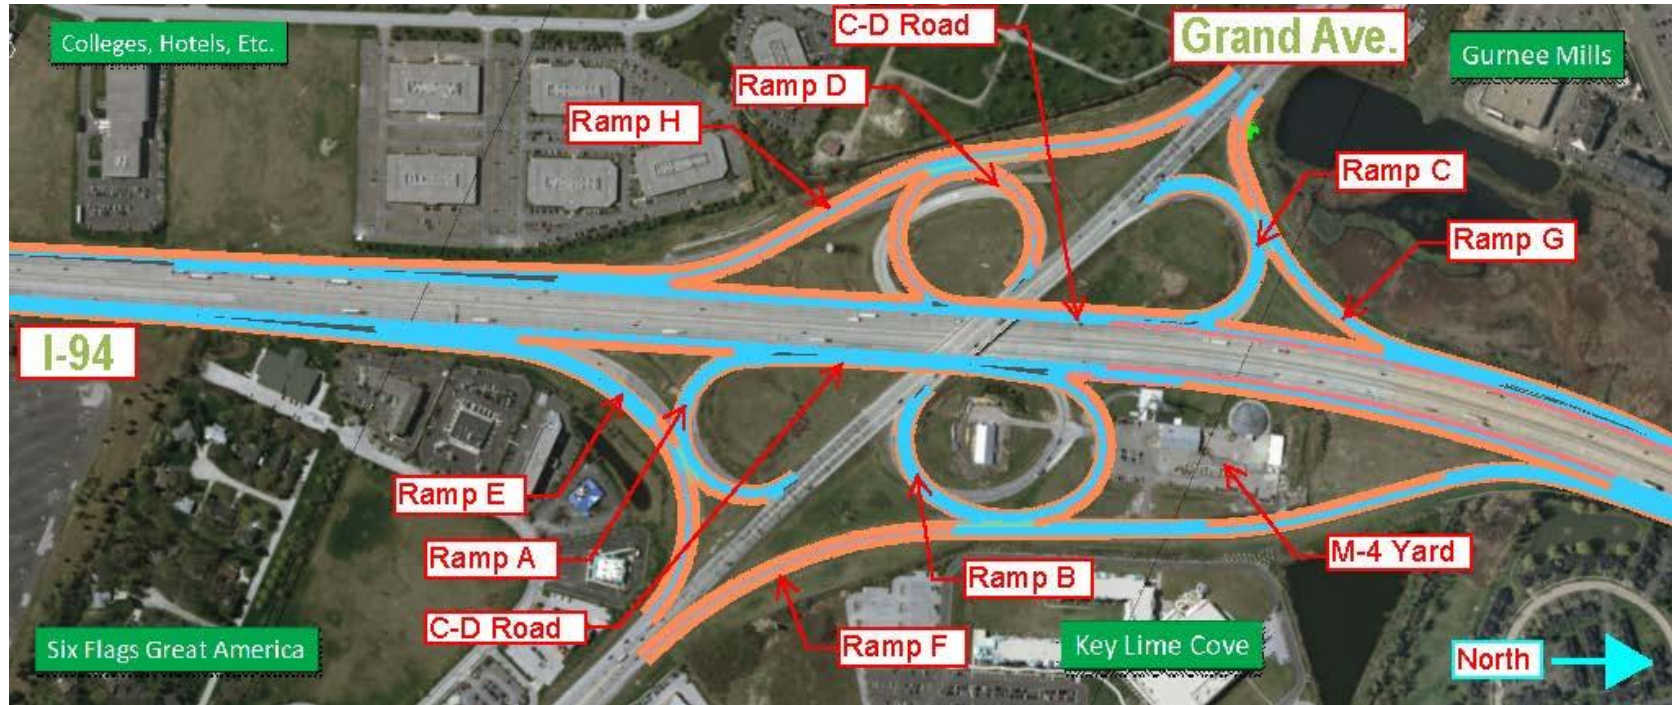 C-D Road
Grand Ave.
Colleges, Hotels, Etc.
Gurnee Mills
Ramp D
Ramp H
Ramp C
Ramp G
I-94
Ramp E
Ramp A
Ramp B
M-4 Yard
C-D Road
Ramp F
Key Lime Cove
Six Flags Great America
North